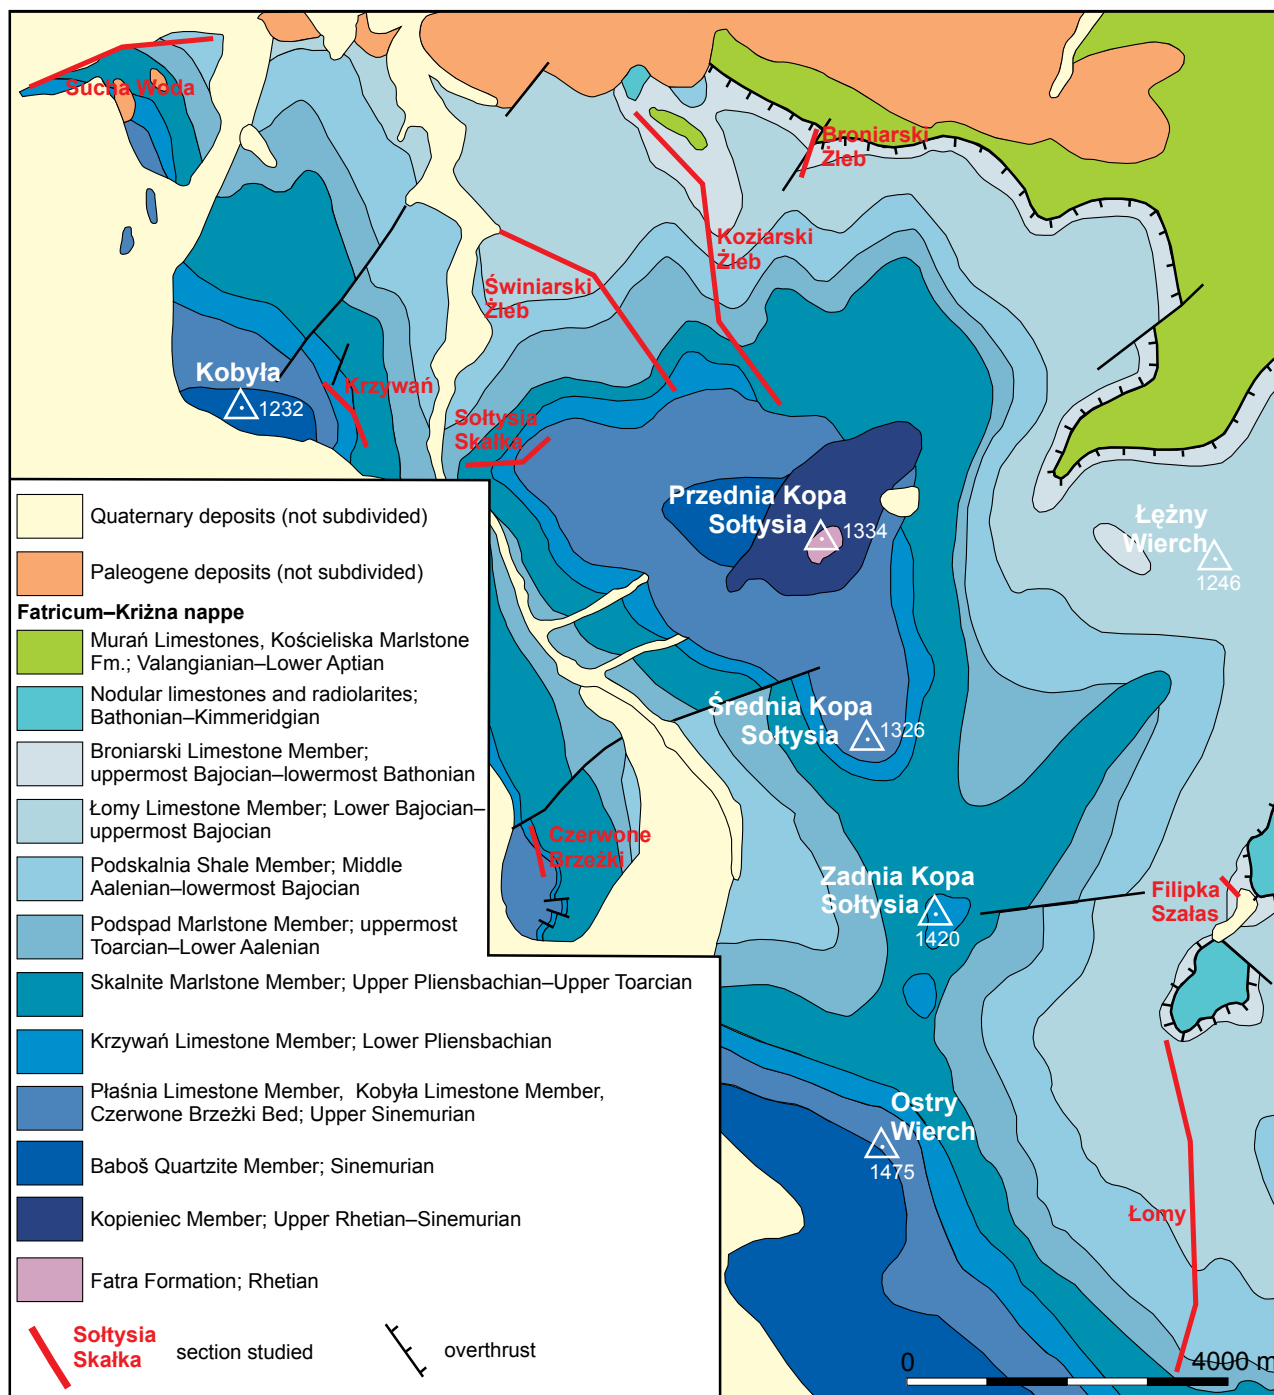 Sucha Woda
Broniarski
Żleb
Koziarski
Żleb
Świniarski
Żleb
Kobyła
1232
Krzywań
Sołtysia
Skałka
Przednia Kopa
Sołtysia
1334
Łężny
Wierch
1246
Średnia Kopa
Sołtysia
1326
Czerwone
Brzeżki
Zadnia Kopa
Sołtysia
1420
Filipka
Szałas
Ostry
Wierch
1475
Łomy
0 4000 m
Quaternary deposits (not subdivided)
Paleogene deposits (not subdivided)
Fatricum–Križna nappe
Murań Limestones, Kościeliska Marlstone
Fm.; Valangianian–Lower Aptian
Nodular limestones and radiolarites;
Bathonian–Kimmeridgian
Broniarski Limestone Member;
uppermost Bajocian–lowermost Bathonian
Łomy Limestone Member; Lower Bajocian–
uppermost Bajocian
Podskalnia Shale Member; Middle
Aalenian–lowermost Bajocian
Podspad Marlstone Member; uppermost
Toarcian–Lower Aalenian
Skalnite Marlstone Member; Upper Pliensbachian–Upper Toarcian
Krzywań Limestone Member; Lower Pliensbachian
Płaśnia Limestone Member, Kobyła Limestone Member,
Czerwone Brzeżki Bed; Upper Sinemurian
Baboš Quartzite Member; Sinemurian
Kopieniec Member; Upper Rhetian–Sinemurian
Fatra Formation; Rhetian
Sołtysia
Skałka
section studied
overthrust